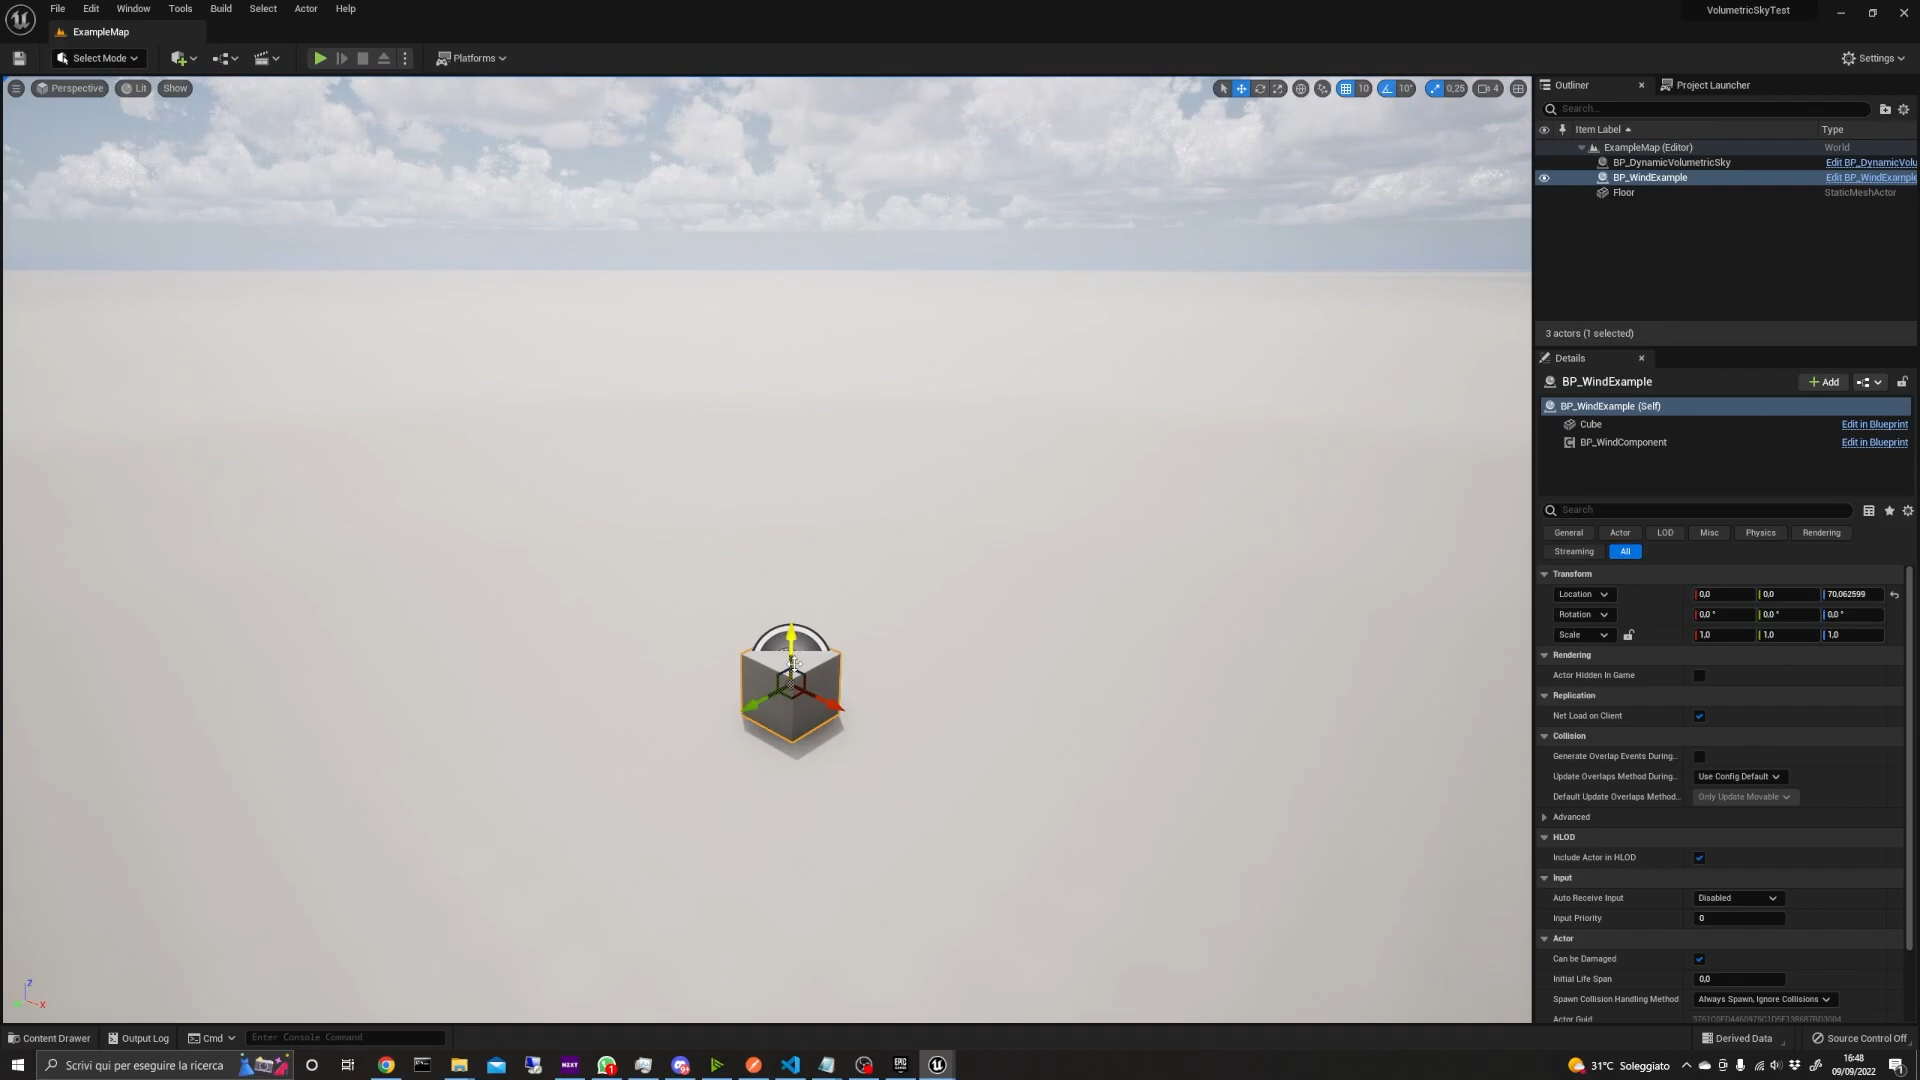 File Edit Window Tools Build Select Actor Help
VolumetricSkyTest
ExampleMap
Select Mode
Platforms
Settings
Perspective Lit Show
10 10° 0,25 4
Outliner Project Launcher
Search...
Item Label Type
ExampleMap (Editor) World
BP_DynamicVolumetricSky Edit BP_DynamicVolu
BP_WindExample Edit BP_WindExample
Floor StaticMeshActor
3 actors (1 selected)
Details
BP_WindExample Add
BP_WindExample (Self)
Cube Edit in Blueprint
BP_WindComponent Edit in Blueprint
Search
General Actor LOD Misc Physics Rendering
Streaming All
Transform
Location 0,0 0,0 70,062599
Rotation 0,0 ° 0,0 ° 0,0 °
Scale 1,0 1,0 1,0
Rendering
Actor Hidden In Game
Replication
Net Load on Client
Collision
Generate Overlap Events During...
Update Overlaps Method During... Use Config Default
Default Update Overlaps Method... Only Update Movable
Advanced
HLOD
Include Actor in HLOD
Input
Auto Receive Input Disabled
Input Priority 0
Actor
Can be Damaged
Initial Life Span 0,0
Spawn Collision Handling Method Always Spawn, Ignore Collisions
Actor Guid
Z
X
Content Drawer Output Log Cmd Enter Console Command
Derived Data Source Control Off
Scrivi qui per eseguire la ricerca
NEXT
31°C Soleggiato
16:48
09/09/2022